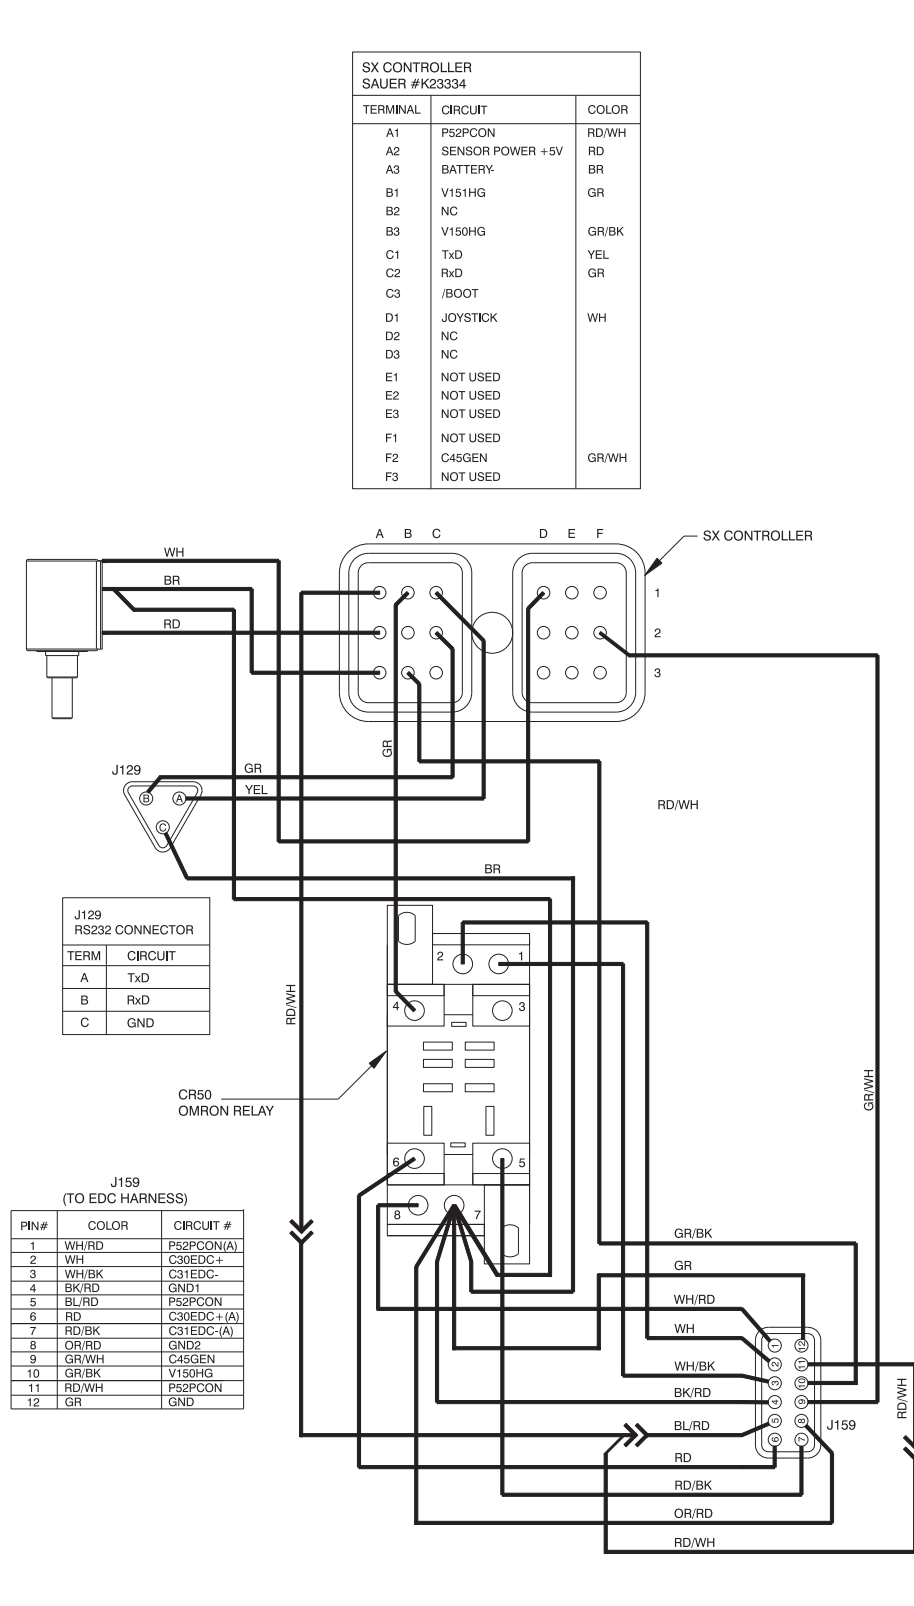 SX CONTROLLER
SAUER #K23334
TERMINAL CIRCUIT COLOR
A1 P52PCON RD/WH
A2 SENSOR POWER +5V RD
A3 BATTERY- BR
B1 V151HG GR
B2 NC
B3 V150HG GR/BK
C1 TxD YEL
C2 RxD GR
C3 /BOOT
D1 JOYSTICK WH
D2 NC
D3 NC
E1 NOT USED
E2 NOT USED
E3 NOT USED
F1 NOT USED
F2 C45GEN GR/WH
F3 NOT USED
A B C D E F
SX CONTROLLER
WH
BR
RD
1
2
3
GR
J129
GR
YEL
B A
C
RD/WH
BR
J129
RS232 CONNECTOR
TERM CIRCUIT
A TxD
B RxD
C GND
RD/WH
2 1
4 3
GR/WH
CR50
OMRON RELAY
6 5
8 7
J159
(TO EDC HARNESS)
PIN# COLOR CIRCUIT #
1 WH/RD P52PCON(A)
2 WH C30EDC+
3 WH/BK C31EDC-
4 BK/RD GND1
5 BL/RD P52PCON
6 RD C30EDC+(A)
7 RD/BK C31EDC-(A)
8 OR/RD GND2
9 GR/WH C45GEN
10 GR/BK V150HG
11 RD/WH P52PCON
12 GR GND
GR/BK
GR
WH/RD
WH
WH/BK
BK/RD
BL/RD
RD
RD/BK
OR/RD
RD/WH
1 12
2 11
3 10
4 9
5 8
6 7
J159
RD/WH